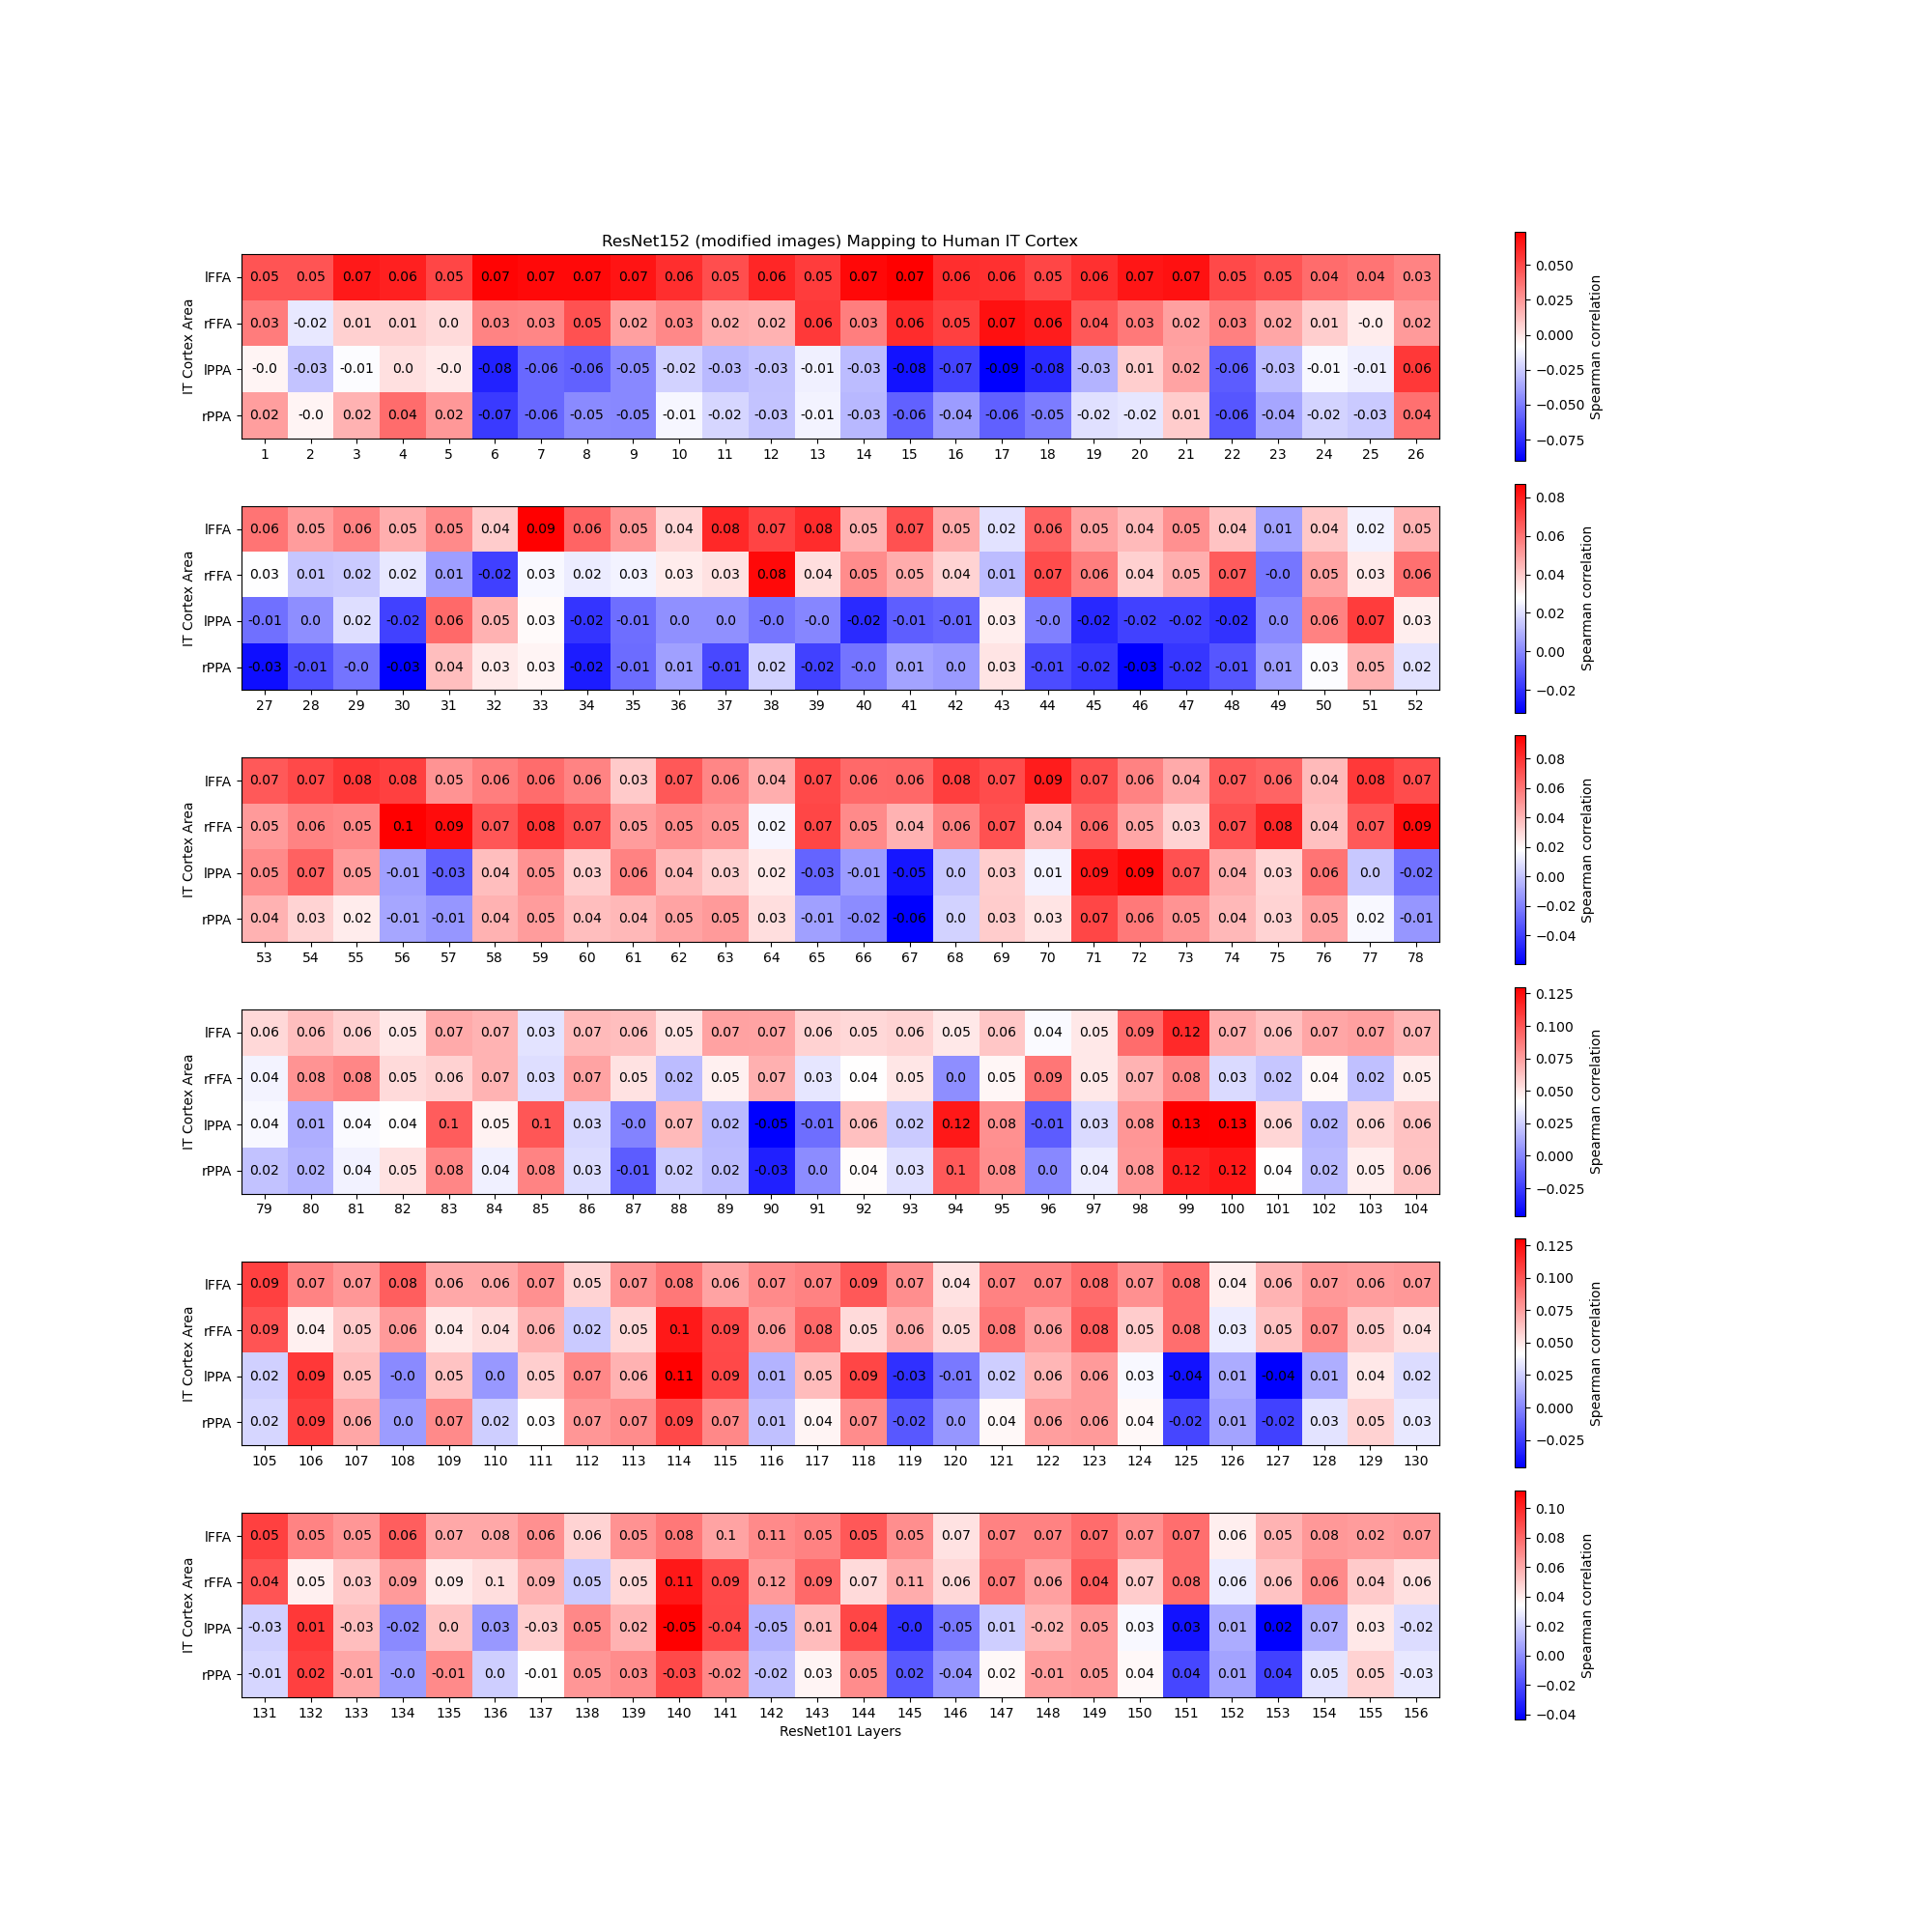 ResNet152 (modified images) Mapping to Human IT Cortex
IT Cortex Area
lFFA 0.05 0.05 0.07 0.06 0.05 0.07 0.07 0.07 0.07 0.06 0.05 0.06 0.05 0.07 0.07 0.06 0.06 0.05 0.06 0.07 0.07 0.05 0.05 0.04 0.04 0.03
rFFA 0.03 -0.02 0.01 0.01 0.0 0.03 0.03 0.05 0.02 0.03 0.02 0.02 0.06 0.03 0.06 0.05 0.07 0.06 0.04 0.03 0.02 0.03 0.02 0.01 -0.0 0.02
lPPA -0.0 -0.03 -0.01 0.0 -0.0 -0.08 -0.06 -0.06 -0.05 -0.02 -0.03 -0.03 -0.01 -0.03 -0.08 -0.07 -0.09 -0.08 -0.03 0.01 0.02 -0.06 -0.03 -0.01 -0.01 0.06
rPPA 0.02 -0.0 0.02 0.04 0.02 -0.07 -0.06 -0.05 -0.05 -0.01 -0.02 -0.03 -0.01 -0.03 -0.06 -0.04 -0.06 -0.05 -0.02 -0.02 0.01 -0.06 -0.04 -0.02 -0.03 0.04
1 2 3 4 5 6 7 8 9 10 11 12 13 14 15 16 17 18 19 20 21 22 23 24 25 26
0.050
0.025
0.000
−0.025
−0.050
−0.075
Spearman correlation
IT Cortex Area
lFFA 0.06 0.05 0.06 0.05 0.05 0.04 0.09 0.06 0.05 0.04 0.08 0.07 0.08 0.05 0.07 0.05 0.02 0.06 0.05 0.04 0.05 0.04 0.01 0.04 0.02 0.05
rFFA 0.03 0.01 0.02 0.02 0.01 -0.02 0.03 0.02 0.03 0.03 0.03 0.08 0.04 0.05 0.05 0.04 0.01 0.07 0.06 0.04 0.05 0.07 -0.0 0.05 0.03 0.06
lPPA -0.01 0.0 0.02 -0.02 0.06 0.05 0.03 -0.02 -0.01 0.0 0.0 -0.0 -0.0 -0.02 -0.01 -0.01 0.03 -0.0 -0.02 -0.02 -0.02 -0.02 0.0 0.06 0.07 0.03
rPPA -0.03 -0.01 -0.0 -0.03 0.04 0.03 0.03 -0.02 -0.01 0.01 -0.01 0.02 -0.02 -0.0 0.01 0.0 0.03 -0.01 -0.02 -0.03 -0.02 -0.01 0.01 0.03 0.05 0.02
27 28 29 30 31 32 33 34 35 36 37 38 39 40 41 42 43 44 45 46 47 48 49 50 51 52
0.08
0.06
0.04
0.02
0.00
−0.02
Spearman correlation
IT Cortex Area
lFFA 0.07 0.07 0.08 0.08 0.05 0.06 0.06 0.06 0.03 0.07 0.06 0.04 0.07 0.06 0.06 0.08 0.07 0.09 0.07 0.06 0.04 0.07 0.06 0.04 0.08 0.07
rFFA 0.05 0.06 0.05 0.1 0.09 0.07 0.08 0.07 0.05 0.05 0.05 0.02 0.07 0.05 0.04 0.06 0.07 0.04 0.06 0.05 0.03 0.07 0.08 0.04 0.07 0.09
lPPA 0.05 0.07 0.05 -0.01 -0.03 0.04 0.05 0.03 0.06 0.04 0.03 0.02 -0.03 -0.01 -0.05 0.0 0.03 0.01 0.09 0.09 0.07 0.04 0.03 0.06 0.0 -0.02
rPPA 0.04 0.03 0.02 -0.01 -0.01 0.04 0.05 0.04 0.04 0.05 0.05 0.03 -0.01 -0.02 -0.06 0.0 0.03 0.03 0.07 0.06 0.05 0.04 0.03 0.05 0.02 -0.01
53 54 55 56 57 58 59 60 61 62 63 64 65 66 67 68 69 70 71 72 73 74 75 76 77 78
0.08
0.06
0.04
0.02
0.00
−0.02
−0.04
Spearman correlation
IT Cortex Area
lFFA 0.06 0.06 0.06 0.05 0.07 0.07 0.03 0.07 0.06 0.05 0.07 0.07 0.06 0.05 0.06 0.05 0.06 0.04 0.05 0.09 0.12 0.07 0.06 0.07 0.07 0.07
rFFA 0.04 0.08 0.08 0.05 0.06 0.07 0.03 0.07 0.05 0.02 0.05 0.07 0.03 0.04 0.05 0.0 0.05 0.09 0.05 0.07 0.08 0.03 0.02 0.04 0.02 0.05
lPPA 0.04 0.01 0.04 0.04 0.1 0.05 0.1 0.03 -0.0 0.07 0.02 -0.05 -0.01 0.06 0.02 0.12 0.08 -0.01 0.03 0.08 0.13 0.13 0.06 0.02 0.06 0.06
rPPA 0.02 0.02 0.04 0.05 0.08 0.04 0.08 0.03 -0.01 0.02 0.02 -0.03 0.0 0.04 0.03 0.1 0.08 0.0 0.04 0.08 0.12 0.12 0.04 0.02 0.05 0.06
79 80 81 82 83 84 85 86 87 88 89 90 91 92 93 94 95 96 97 98 99 100 101 102 103 104
0.125
0.100
0.075
0.050
0.025
0.000
−0.025
Spearman correlation
IT Cortex Area
lFFA 0.09 0.07 0.07 0.08 0.06 0.06 0.07 0.05 0.07 0.08 0.06 0.07 0.07 0.09 0.07 0.04 0.07 0.07 0.08 0.07 0.08 0.04 0.06 0.07 0.06 0.07
rFFA 0.09 0.04 0.05 0.06 0.04 0.04 0.06 0.02 0.05 0.1 0.09 0.06 0.08 0.05 0.06 0.05 0.08 0.06 0.08 0.05 0.08 0.03 0.05 0.07 0.05 0.04
lPPA 0.02 0.09 0.05 -0.0 0.05 0.0 0.05 0.07 0.06 0.11 0.09 0.01 0.05 0.09 -0.03 -0.01 0.02 0.06 0.06 0.03 -0.04 0.01 -0.04 0.01 0.04 0.02
rPPA 0.02 0.09 0.06 0.0 0.07 0.02 0.03 0.07 0.07 0.09 0.07 0.01 0.04 0.07 -0.02 0.0 0.04 0.06 0.06 0.04 -0.02 0.01 -0.02 0.03 0.05 0.03
105 106 107 108 109 110 111 112 113 114 115 116 117 118 119 120 121 122 123 124 125 126 127 128 129 130
0.125
0.100
0.075
0.050
0.025
0.000
−0.025
Spearman correlation
IT Cortex Area
lFFA 0.05 0.05 0.05 0.06 0.07 0.08 0.06 0.06 0.05 0.08 0.1 0.11 0.05 0.05 0.05 0.07 0.07 0.07 0.07 0.07 0.07 0.06 0.05 0.08 0.02 0.07
rFFA 0.04 0.05 0.03 0.09 0.09 0.1 0.09 0.05 0.05 0.11 0.09 0.12 0.09 0.07 0.11 0.06 0.07 0.06 0.04 0.07 0.08 0.06 0.06 0.06 0.04 0.06
lPPA -0.03 0.01 -0.03 -0.02 0.0 0.03 -0.03 0.05 0.02 -0.05 -0.04 -0.05 0.01 0.04 -0.0 -0.05 0.01 -0.02 0.05 0.03 0.03 0.01 0.02 0.07 0.03 -0.02
rPPA -0.01 0.02 -0.01 -0.0 -0.01 0.0 -0.01 0.05 0.03 -0.03 -0.02 -0.02 0.03 0.05 0.02 -0.04 0.02 -0.01 0.05 0.04 0.04 0.01 0.04 0.05 0.05 -0.03
131 132 133 134 135 136 137 138 139 140 141 142 143 144 145 146 147 148 149 150 151 152 153 154 155 156
ResNet101 Layers
0.10
0.08
0.06
0.04
0.02
0.00
−0.02
−0.04
Spearman correlation